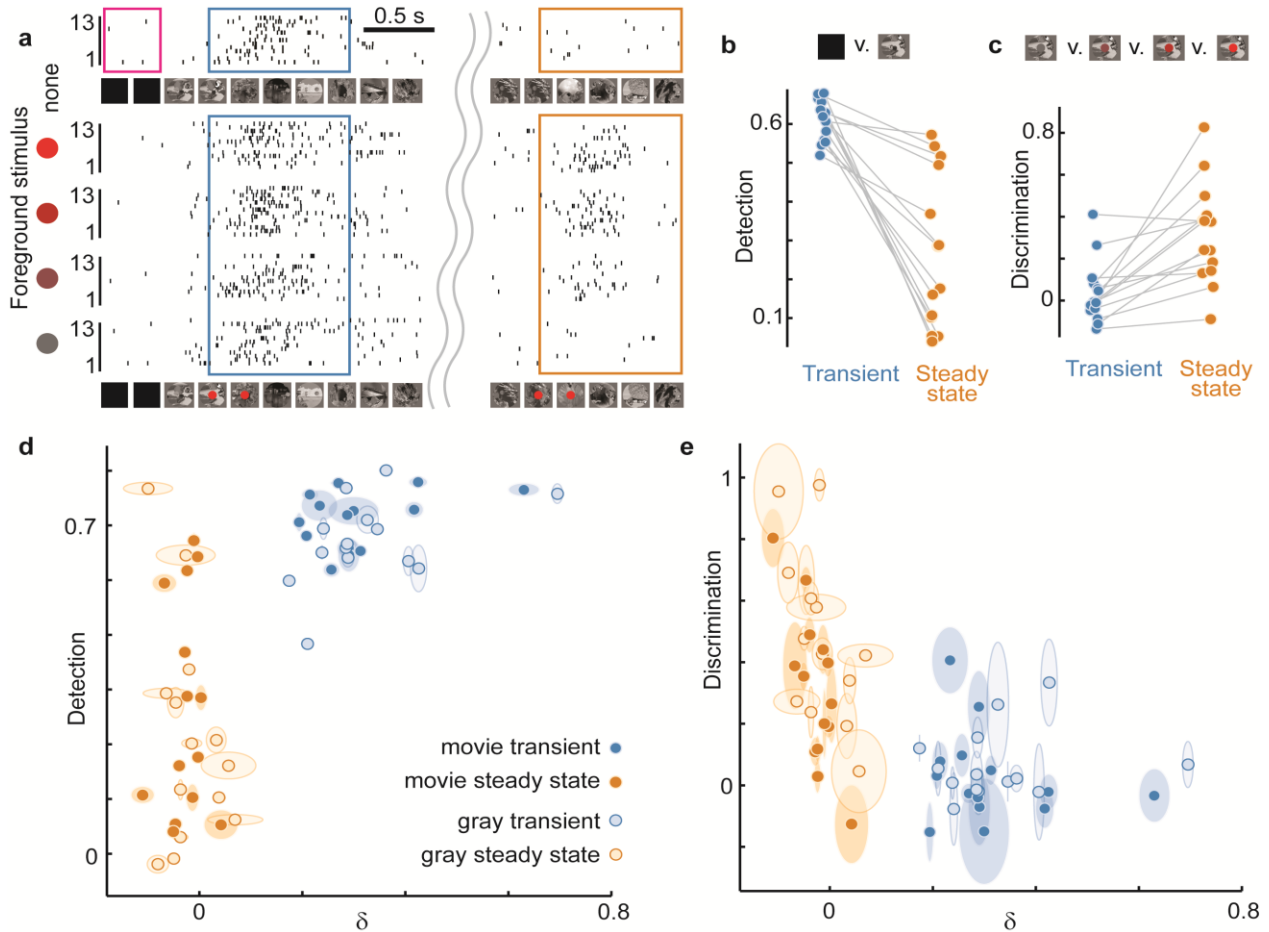 a
13
1
none
0.5 s
Foreground stimulus
13
1
13
1
13
1
13
1
b
v.
Detection
0.6
0.1
Transient
Steady
state
c
v.
v.
v.
Discrimination
0.8
0
Transient
Steady
state
d
Detection
0.7
0
movie transient
movie steady state
gray transient
gray steady state
0
δ
0.8
e
Discrimination
1
0
0
δ
0.8